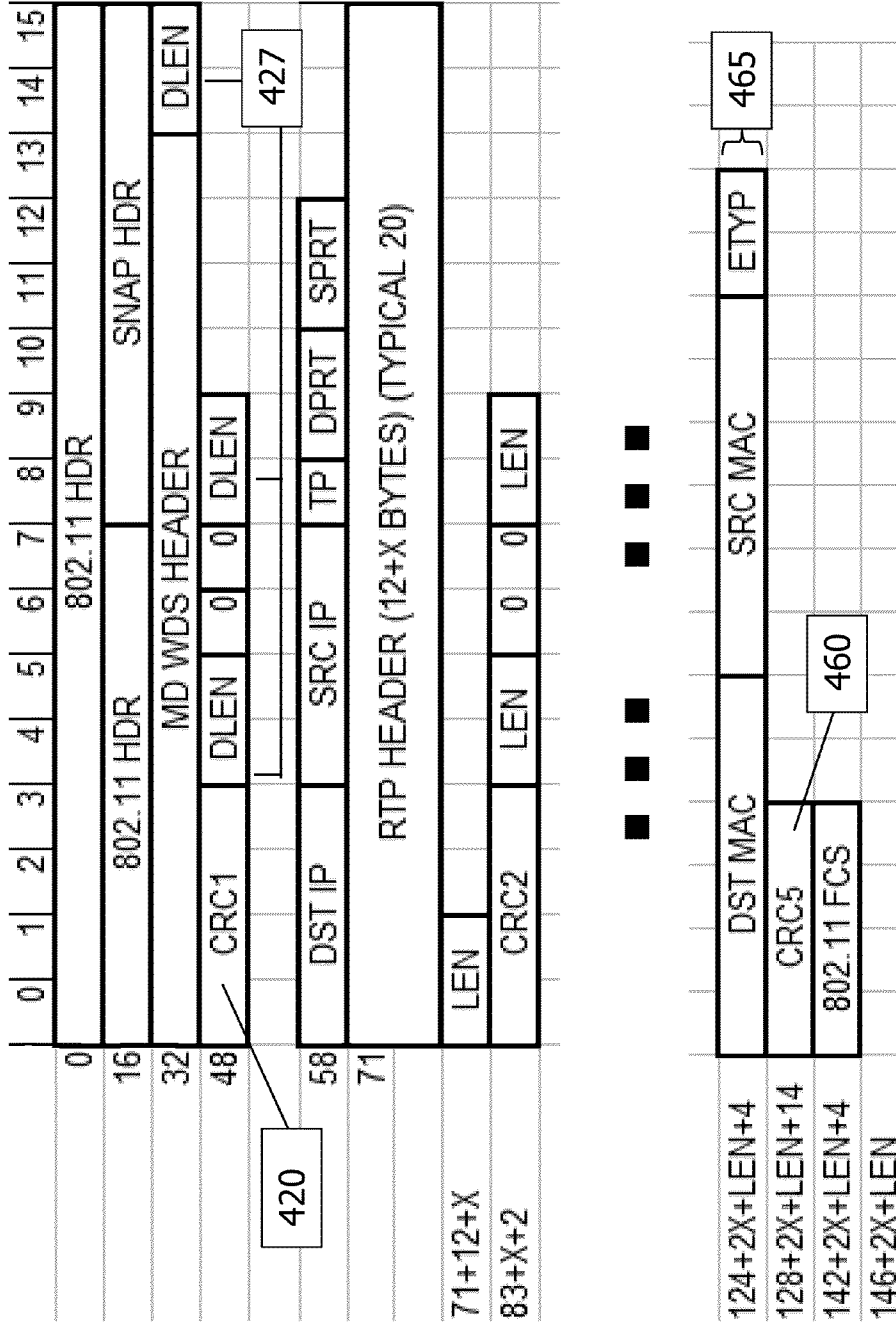 0 1 2 3 4 5 6 7 8 9 10 11 12 13 14 15
0 802.11 HDR
16 802.11 HDR SNAP HDR
32 MD WDS HEADER DLEN
48 CRC1 DLEN 0 0 DLEN
420 427
58 DST IP SRC IP TP DPRT SPRT
71 RTP HEADER (12+X BYTES) (TYPICAL 20)
71+12+X LEN
83+X+2 CRC2 LEN 0 0 LEN
124+2X+LEN+4 DST MAC SRC MAC ETYP 465
128+2X+LEN+14 CRC5
460
142+2X+LEN+4 802.11 FCS
146+2X+LEN